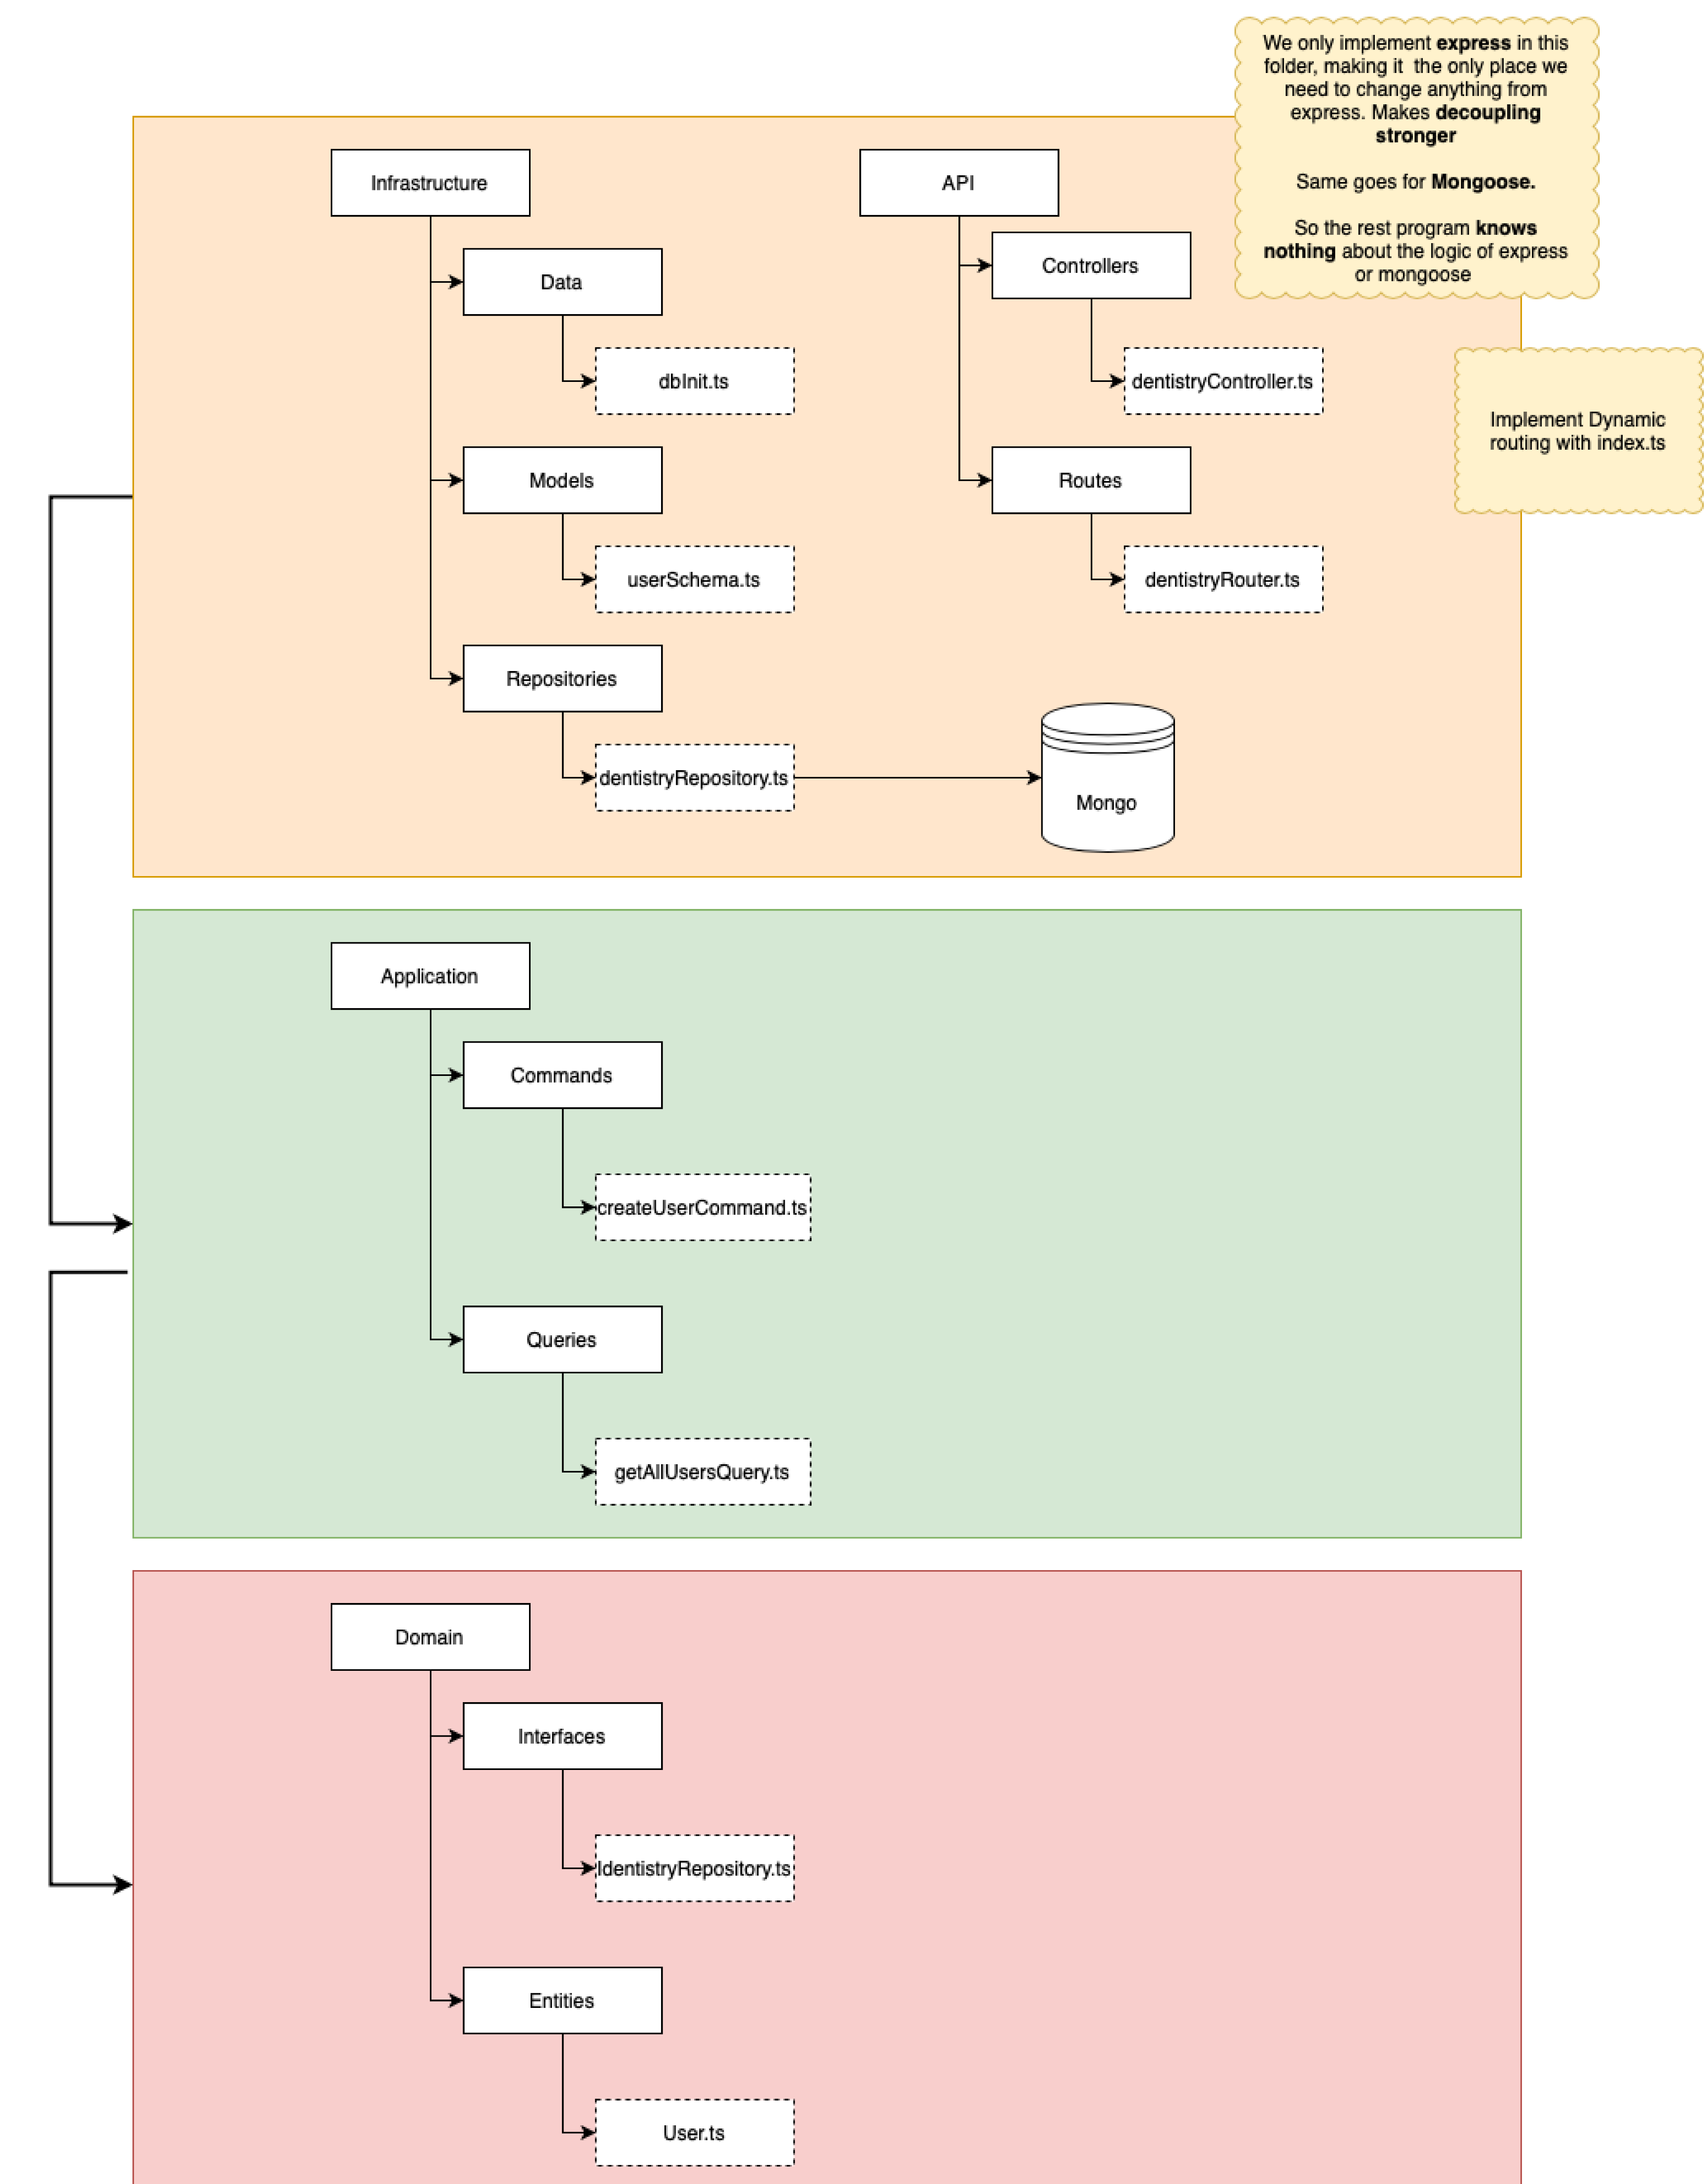 We only implement express in this
folder, making it  the only place we
need to change anything from
express. Makes decoupling
stronger
Same goes for Mongoose.
So the rest program knows
nothing about the logic of express
or mongoose
Infrastructure
API
Controllers
Data
dbInit.ts
dentistryController.ts
Implement Dynamic
routing with index.ts
Models
Routes
userSchema.ts
dentistryRouter.ts
Repositories
dentistryRepository.ts
Mongo
Application
Commands
createUserCommand.ts
Queries
getAllUsersQuery.ts
Domain
Interfaces
IdentistryRepository.ts
Entities
User.ts